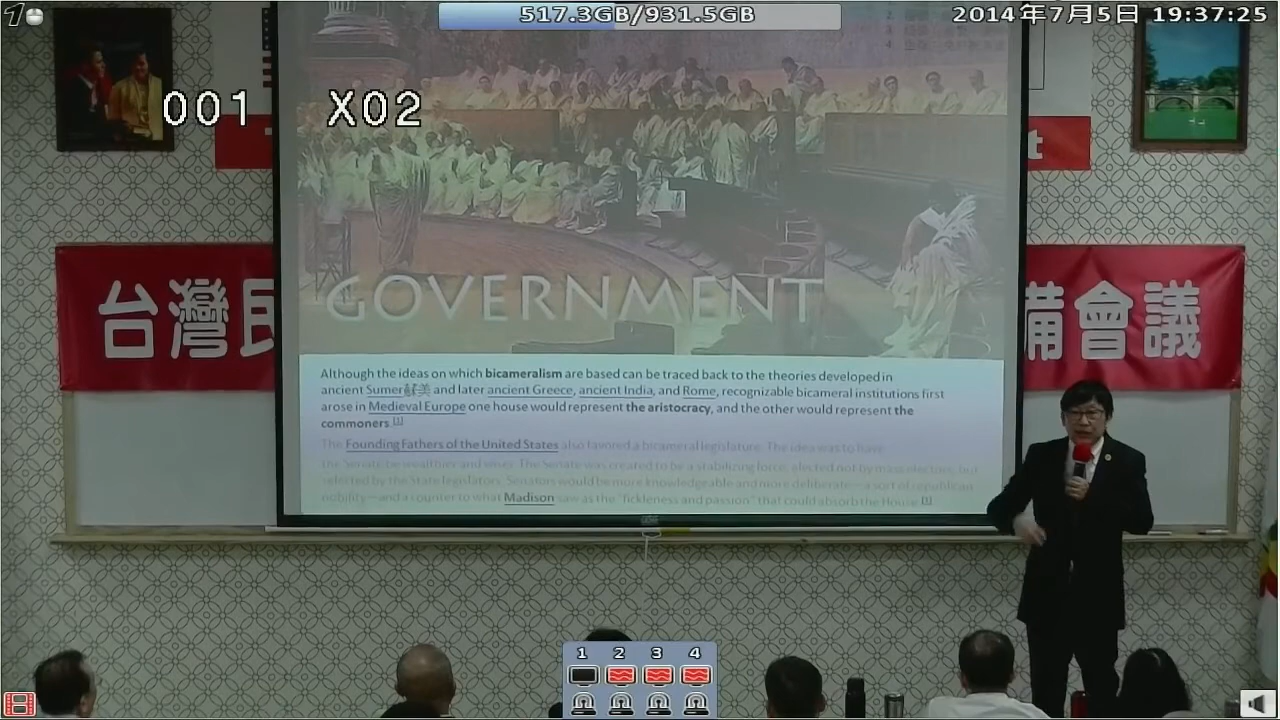 1
517.3GB/931.5GB
2014年7月5日 19:37:25
001 X02
t
台灣民
備會議
GOVERNMENT
Although the ideas on which bicameralism are based can be traced back to the theories developed in
ancient Sumer蘇美 and later ancient Greece, ancient India, and Rome, recognizable bicameral institutions first
arose in Medieval Europe one house would represent the aristocracy, and the other would represent the
commoners.[1]
The Founding Fathers of the United States also favored a bicameral legislature. The idea was to have
the Senate be wealthier and wiser. The Senate was created to be a stabilizing force, elected not by mass electors, but
selected by the State legislators. Senators would be more knowledgeable and more deliberate—a sort of republican
nobility—and a counter to what Madison saw as the "fickleness and passion" that could absorb the House.[1]
1 2 3 4